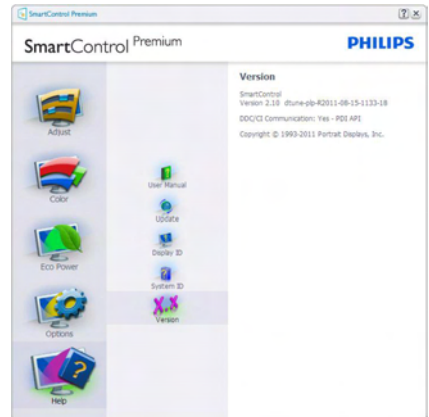 SmartControl Premium
SmartControl Premium
PHILIPS
Adjust
Color
Eco Power
Options
Help
User Manual
Update
Display ID
System ID
X.X
Version
Version
SmartControl
Version 2.10 dtune-plp-R2011-08-15-1133-18
DDC/CI Communication: Yes - PDI API
Copyright © 1993-2011 Portrait Displays, Inc.